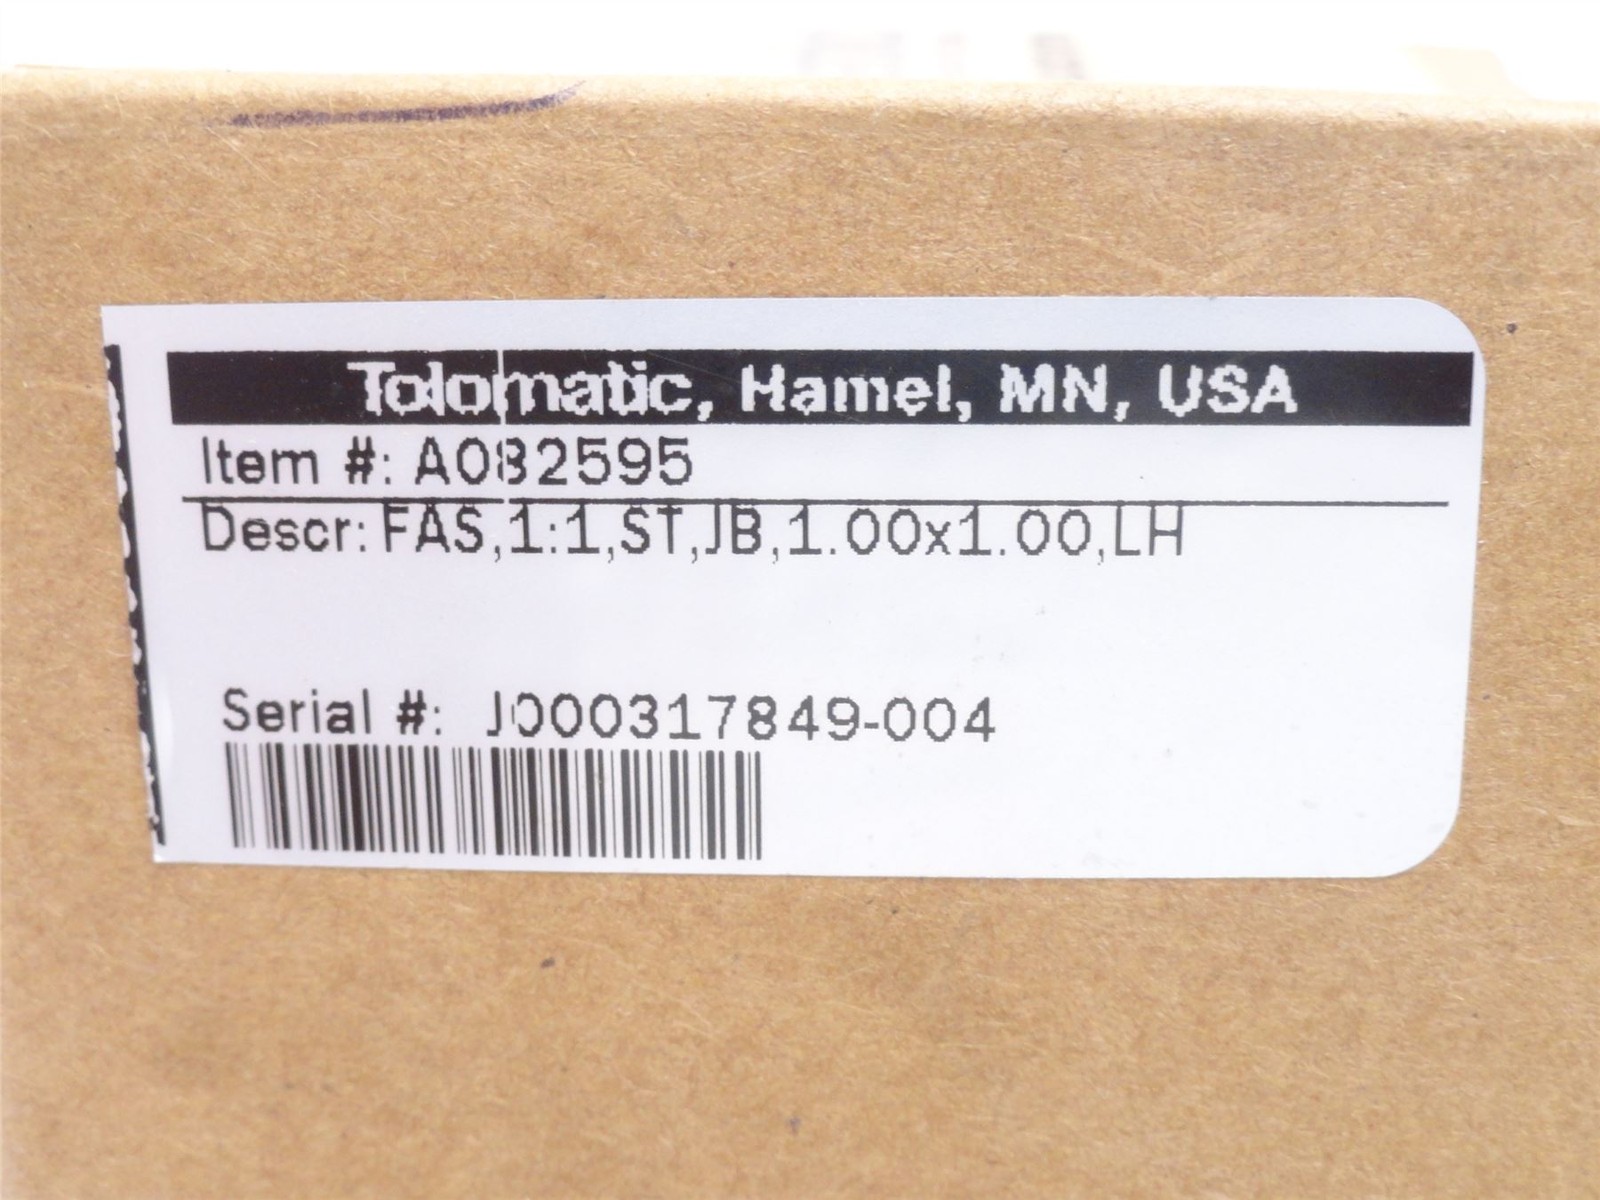 Tolomatic, Hamel, MN, USA
Item #: A082595
Descr: FAS,1:1,ST,JB,1.00x1.00,LH
Serial #: J000317849-004